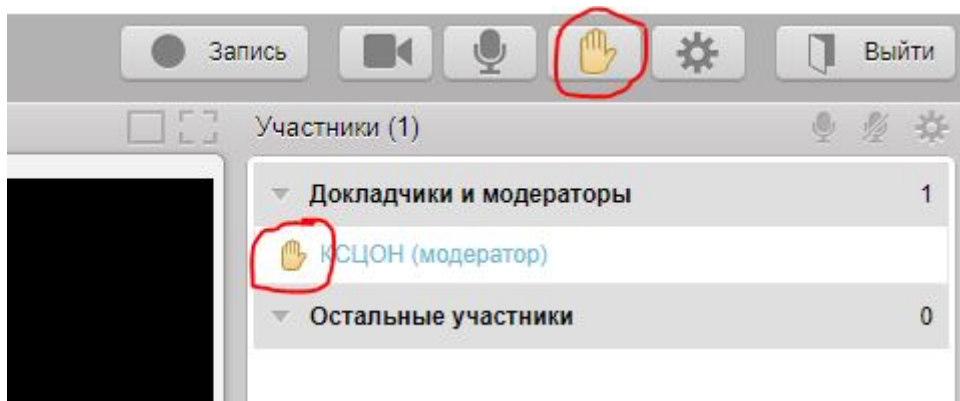 Запись
Выйти
Участники (1)
Докладчики и модераторы 1
КСЦОН (модератор)
Остальные участники 0